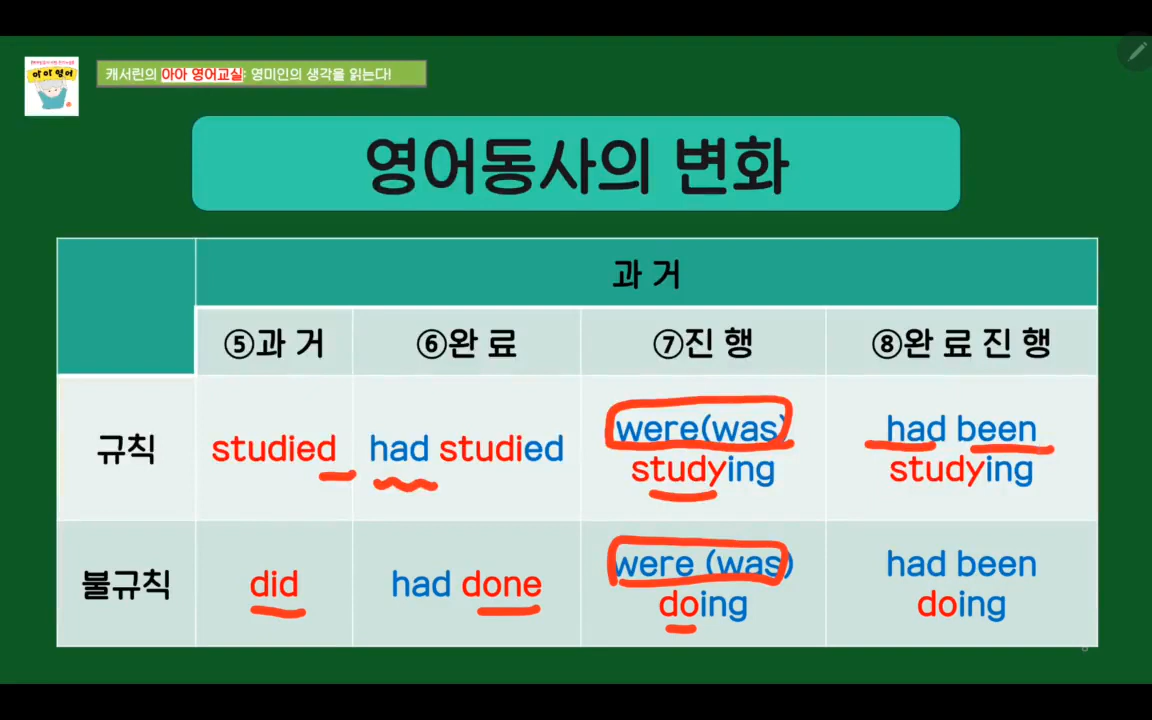 아아 영어
캐서린의 아아 영어교실: 영미인의 생각을 읽는다!
영어동사의 변화
과 거
⑤과 거 ⑥완 료 ⑦진 행 ⑧완 료 진 행
규칙 studied had studied were(was) studying had been studying
불규칙 did had done were (was) doing had been doing